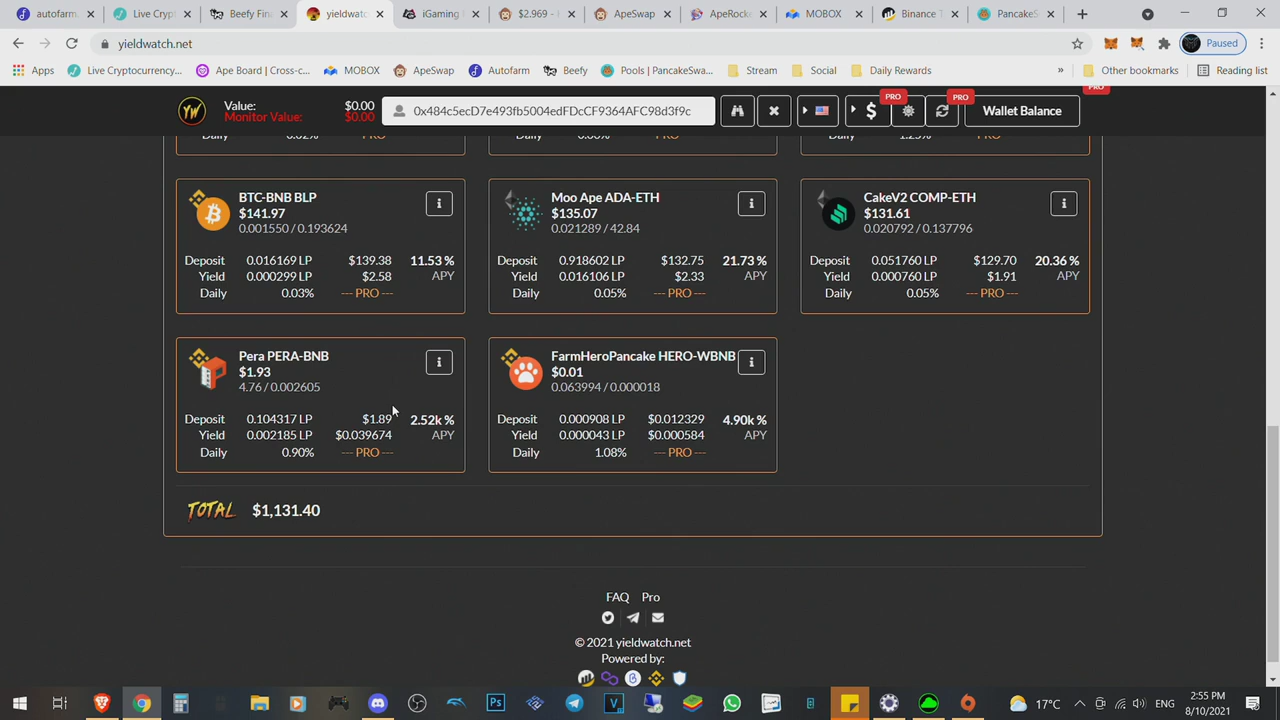 autofarm
Live Crypt
Beefy Fina
yieldwatch
iGaming
$2.969 -
ApeSwap
ApeRock
MOBOX
Binance T
PancakeS
yieldwatch.net
Paused
Apps
Live Cryptocurrency...
Ape Board | Cross-c...
MOBOX
ApeSwap
Autofarm
Beefy
Pools | PancakeSwa...
Stream
Social
Daily Rewards
»
Other bookmarks
Reading list
YW
Value: $0.00
Monitor Value: $0.00
0x484c5ecD7e493fb5004edFDcCF9364AFC98d3f9c
$
PRO
PRO
Wallet Balance
PRO
BTC-BNB BLP
$141.97
0.001550 / 0.193624
Deposit 0.016169 LP $139.38 11.53 %
Yield 0.000299 LP $2.58 APY
Daily 0.03% --- PRO ---
Moo Ape ADA-ETH
$135.07
0.021289 / 42.84
Deposit 0.918602 LP $132.75 21.73 %
Yield 0.016106 LP $2.33 APY
Daily 0.05% --- PRO ---
CakeV2 COMP-ETH
$131.61
0.020792 / 0.137796
Deposit 0.051760 LP $129.70 20.36 %
Yield 0.000760 LP $1.91 APY
Daily 0.05% --- PRO ---
Pera PERA-BNB
$1.93
4.76 / 0.002605
Deposit 0.104317 LP $1.89 2.52k %
Yield 0.002185 LP $0.039674 APY
Daily 0.90% --- PRO ---
FarmHeroPancake HERO-WBNB
$0.01
0.063994 / 0.000018
Deposit 0.000908 LP $0.012329 4.90k %
Yield 0.000043 LP $0.000584 APY
Daily 1.08% --- PRO ---
TOTAL $1,131.40
FAQ Pro
© 2021 yieldwatch.net
Powered by:
17°C
ENG
2:55 PM
8/10/2021